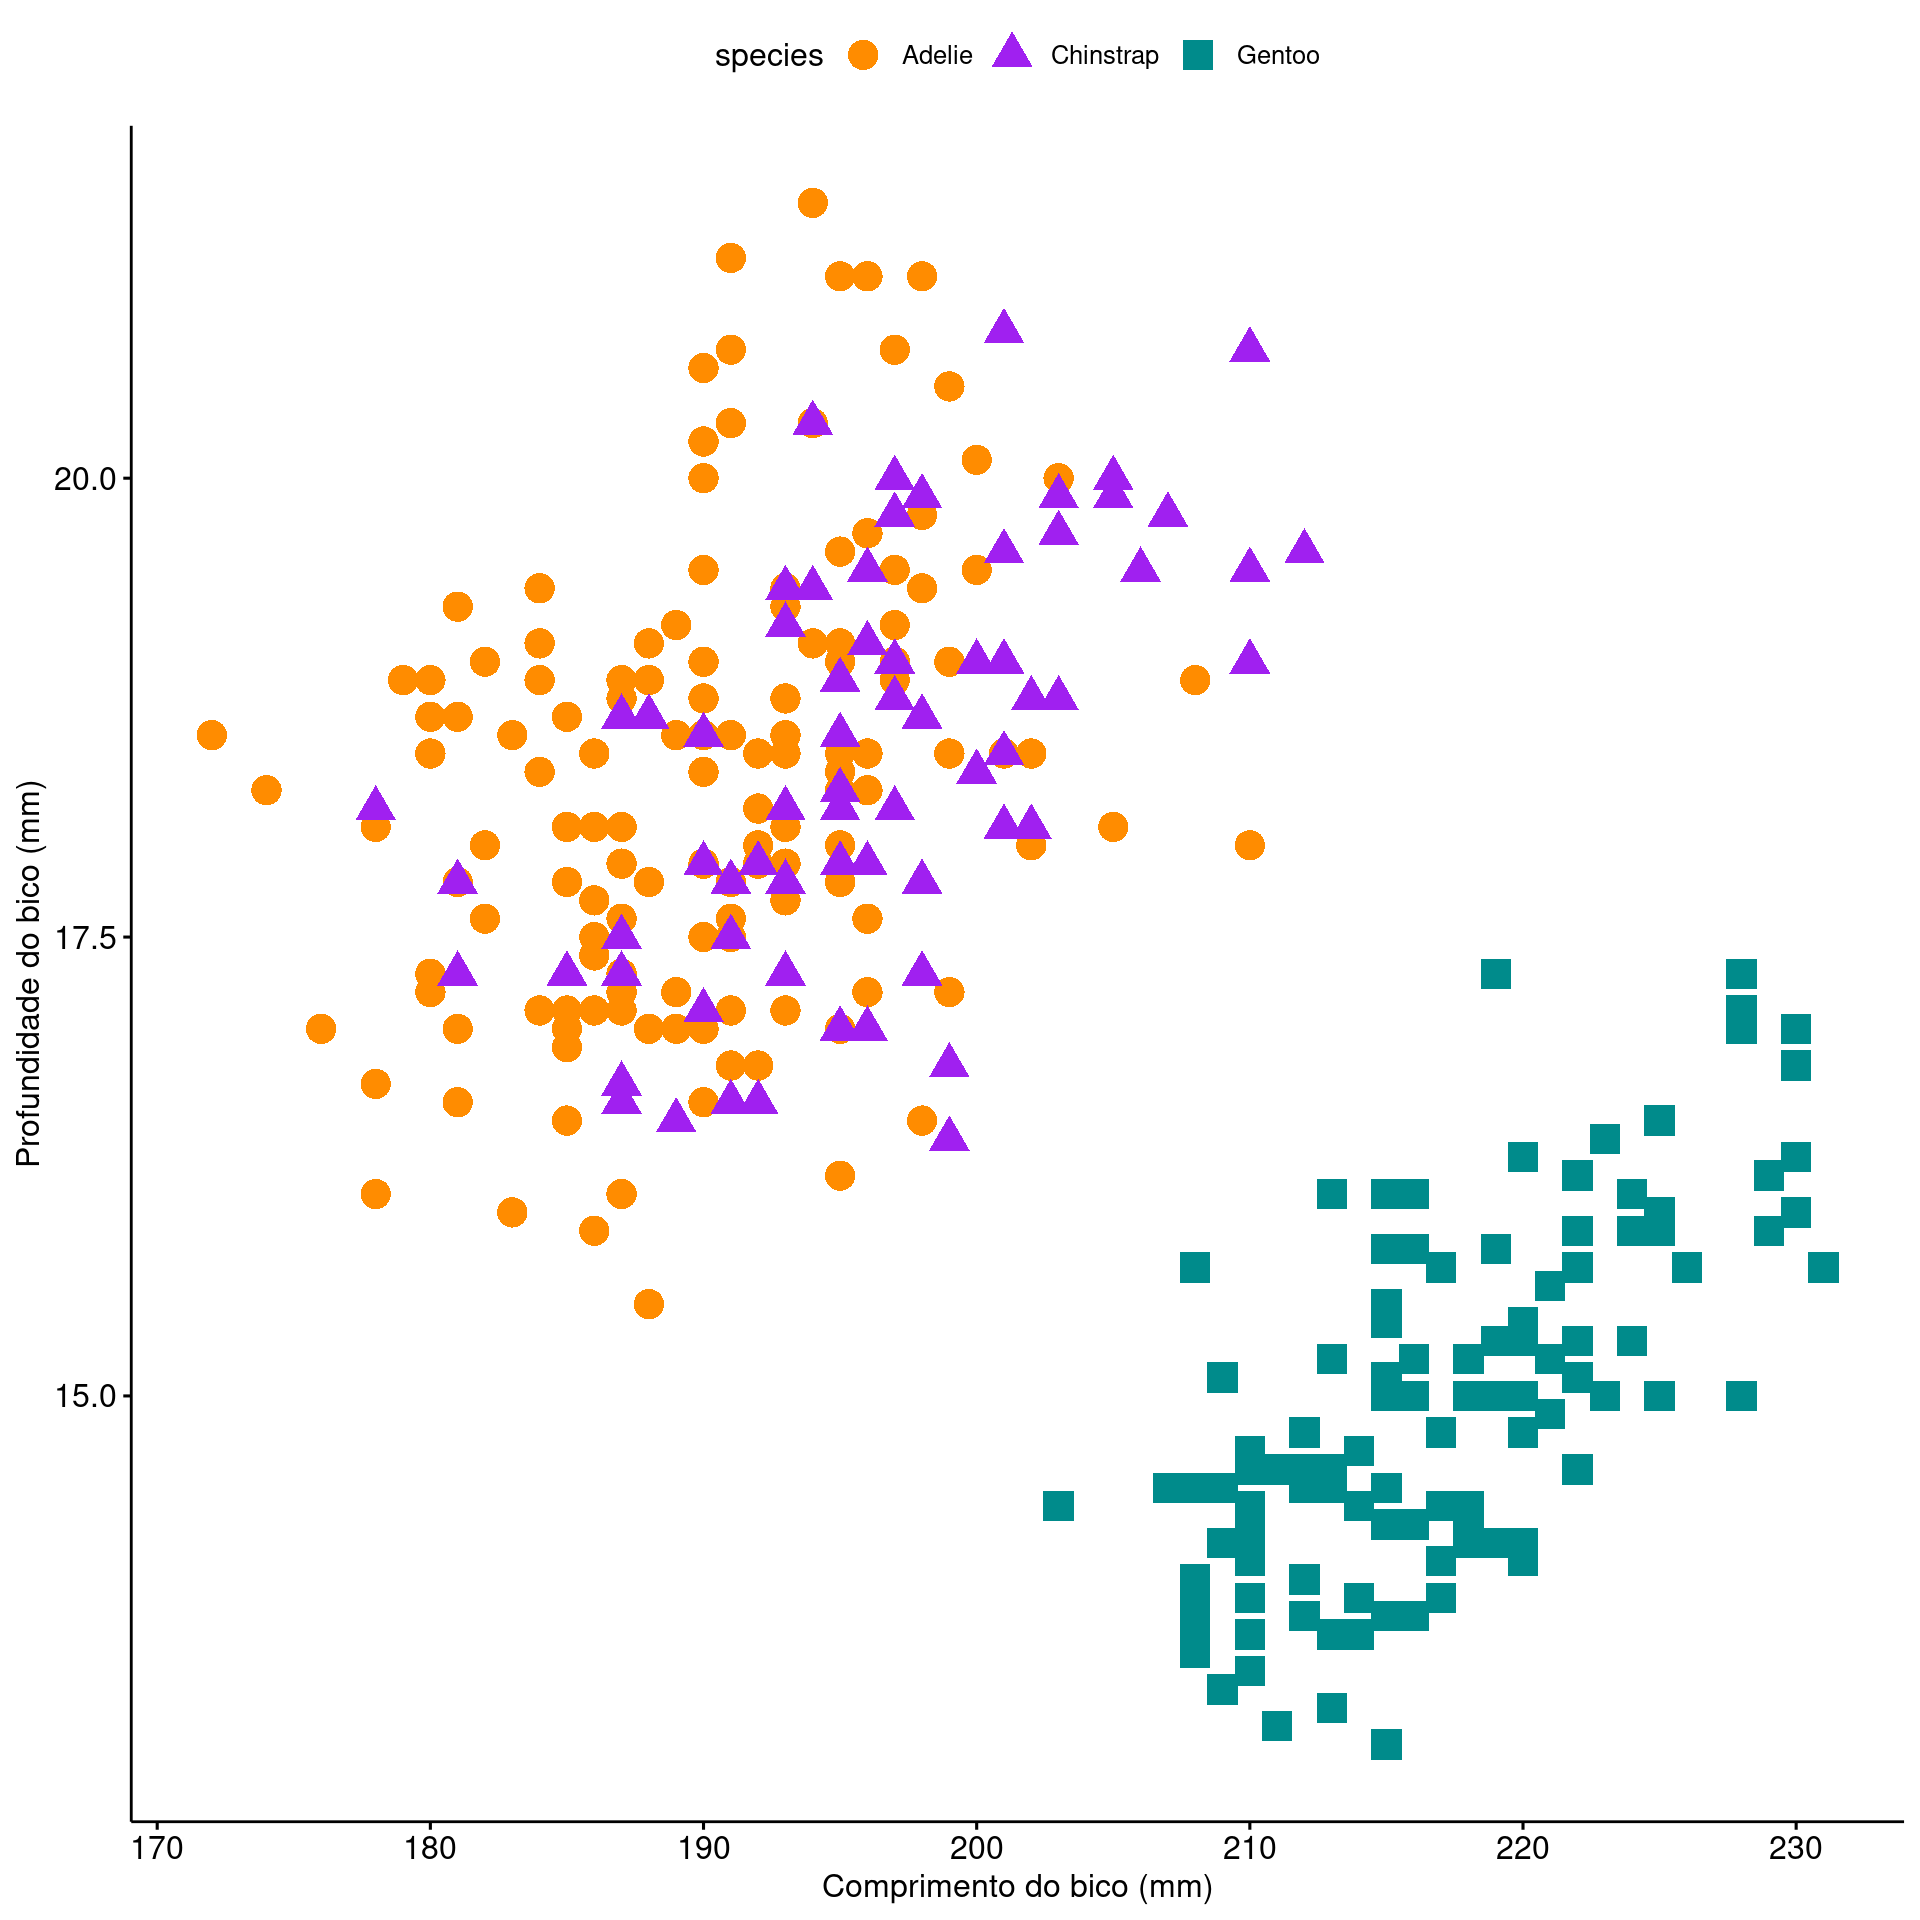 species Adelie Chinstrap Gentoo
Profundidade do bico (mm)
20.0
17.5
15.0
170 180 190 200 210 220 230
Comprimento do bico (mm)